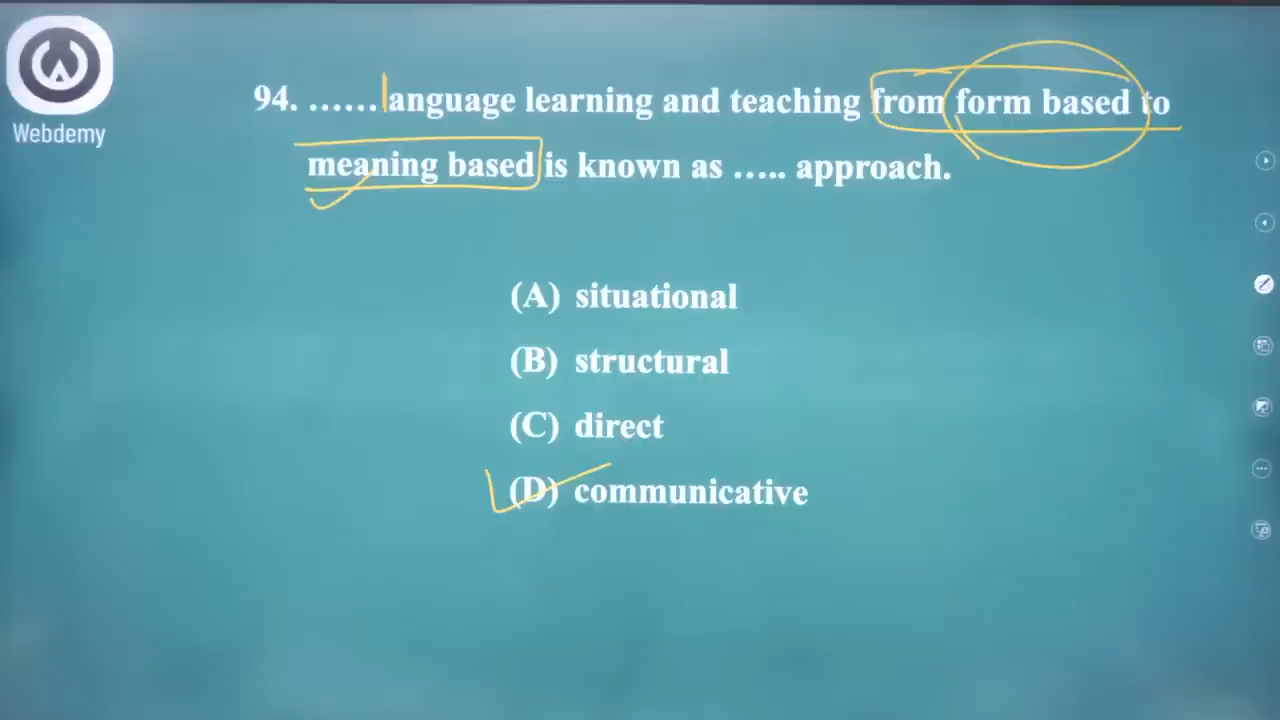 Webdemy
94. ...... language learning and teaching from form based to
meaning based is known as ..... approach.
(A) situational
(B) structural
(C) direct
(D) communicative